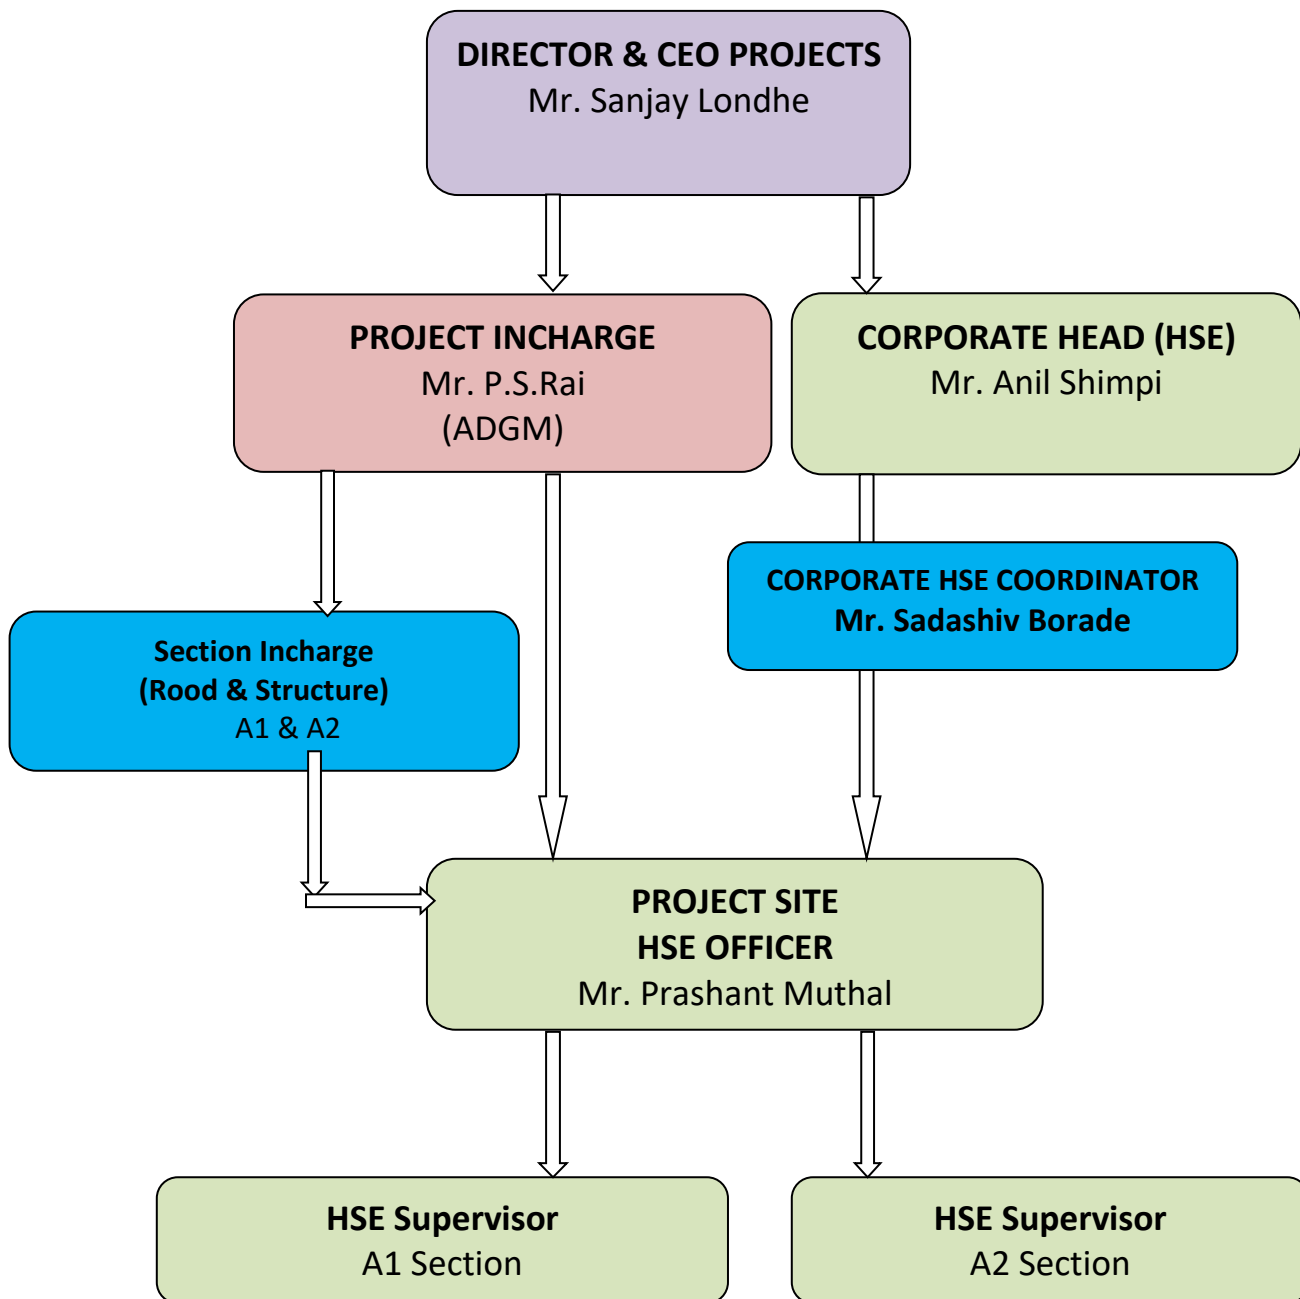 DIRECTOR & CEO PROJECTS
Mr. Sanjay Londhe
PROJECT INCHARGE
Mr. P.S.Rai
(ADGM)
CORPORATE HEAD (HSE)
Mr. Anil Shimpi
CORPORATE HSE COORDINATOR
Mr. Sadashiv Borade
Section Incharge
(Rood & Structure)
A1 & A2
PROJECT SITE
HSE OFFICER
Mr. Prashant Muthal
HSE Supervisor
A1 Section
HSE Supervisor
A2 Section